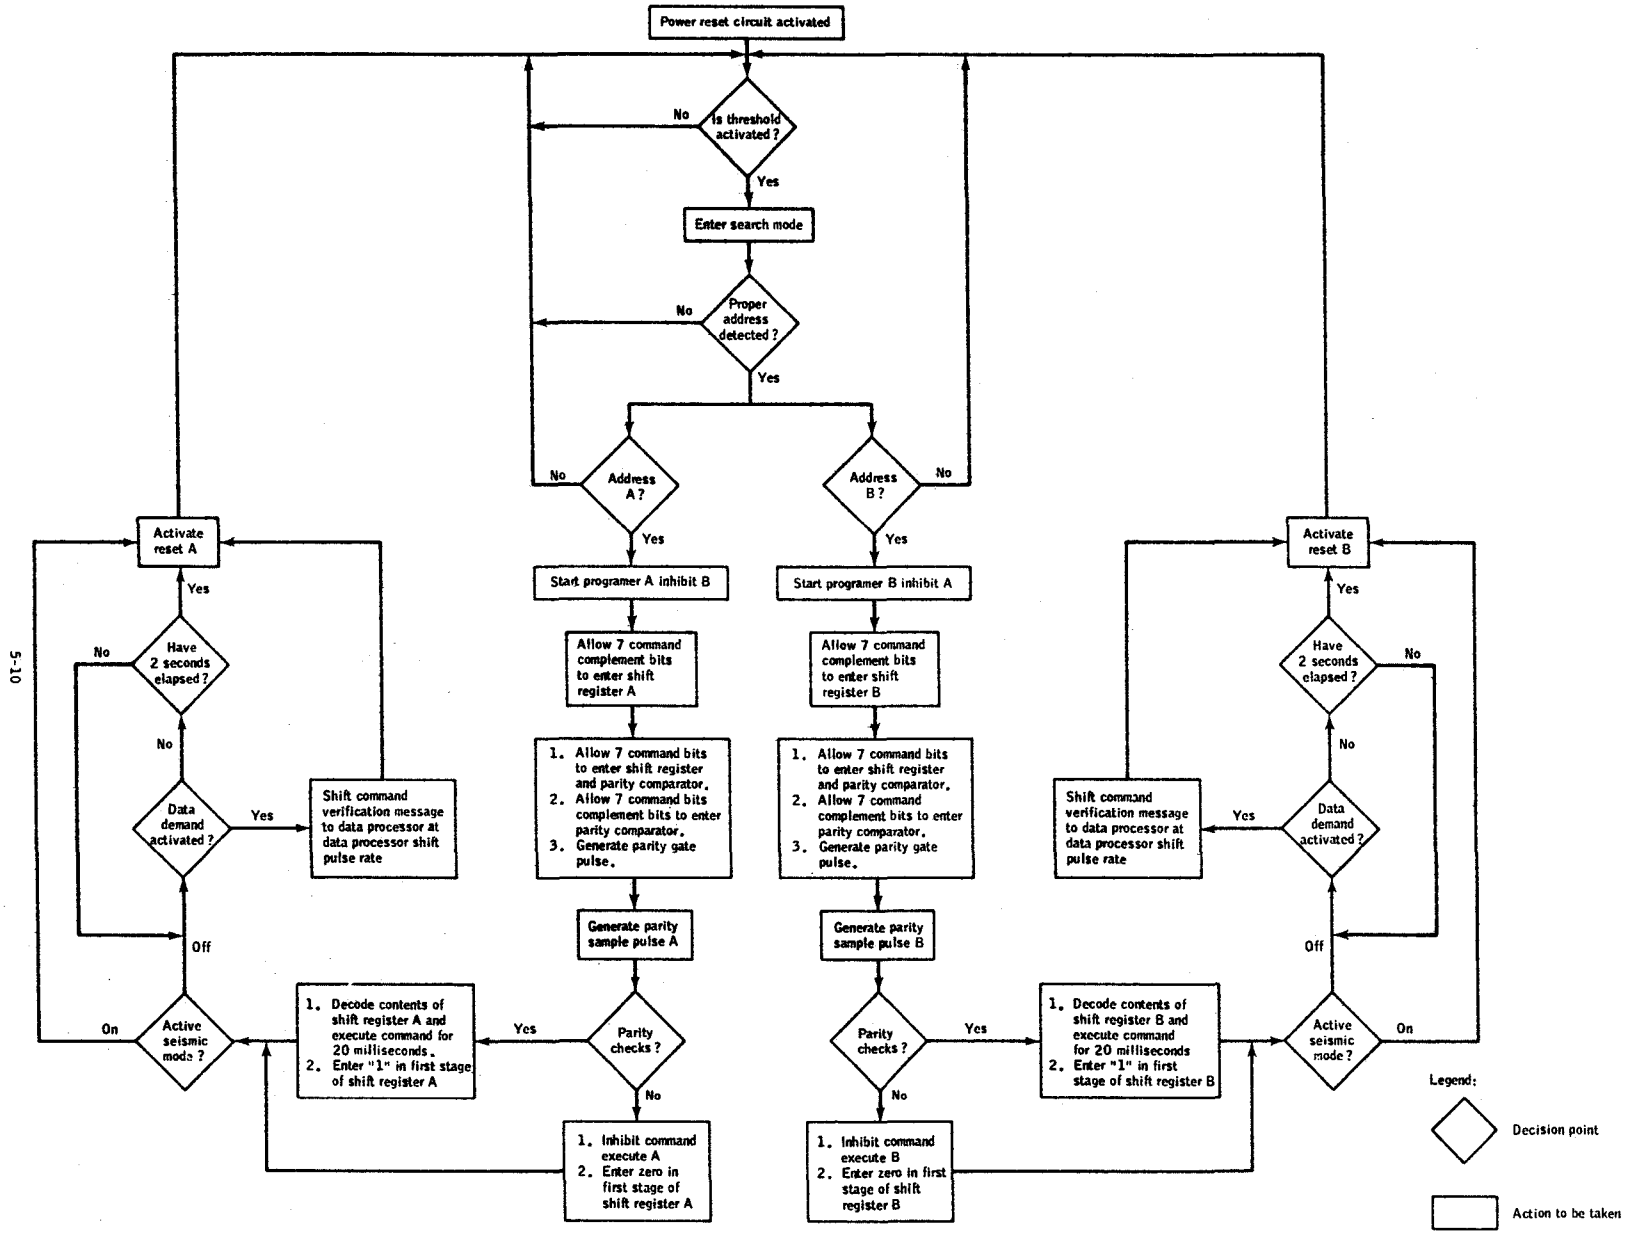 Power reset circuit activated
Is threshold
activated?
No
Yes
Enter search mode
Proper
address
detected?
No
Yes
Address
A?
No
Yes
Address
B?
No
Yes
Start programer A inhibit B
Start programer B inhibit A
Allow 7 command
complement bits
to enter shift
register A
Allow 7 command
complement bits
to enter shift
register B
1. Allow 7 command bits
to enter shift register
and parity comparator.
2. Allow 7 command bits
complement bits to enter
parity comparator.
3. Generate parity gate
pulse.
1. Allow 7 command bits
to enter shift register
and parity comparator.
2. Allow 7 command
complement bits to enter
parity comparator.
3. Generate parity gate
pulse.
Generate parity
sample pulse A
Generate parity
sample pulse B
Parity
checks?
Yes
No
Parity
checks?
Yes
No
1. Decode contents of
shift register A and
execute command for
20 milliseconds.
2. Enter "1" in first stage
of shift register A
1. Decode contents of
shift register B and
execute command
for 20 milliseconds
2. Enter "1" in first
stage of shift register B
1. Inhibit command
execute A
2. Enter zero in
first stage of
shift register A
1. Inhibit command
execute B
2. Enter zero in first
stage of shift
register B
Activate
reset A
Yes
Have
2 seconds
elapsed?
No
No
Data
demand
activated?
Yes
Shift command
verification message
to data processor at
data processor shift
pulse rate
Off
Active
seismic
mode?
On
Activate
reset B
Yes
Have
2 seconds
elapsed?
No
No
Data
demand
activated?
Yes
Shift command
verification message
to data processor at
data processor shift
pulse rate
Off
Active
seismic
mode?
On
Legend:
Decision point
Action to be taken
5-10